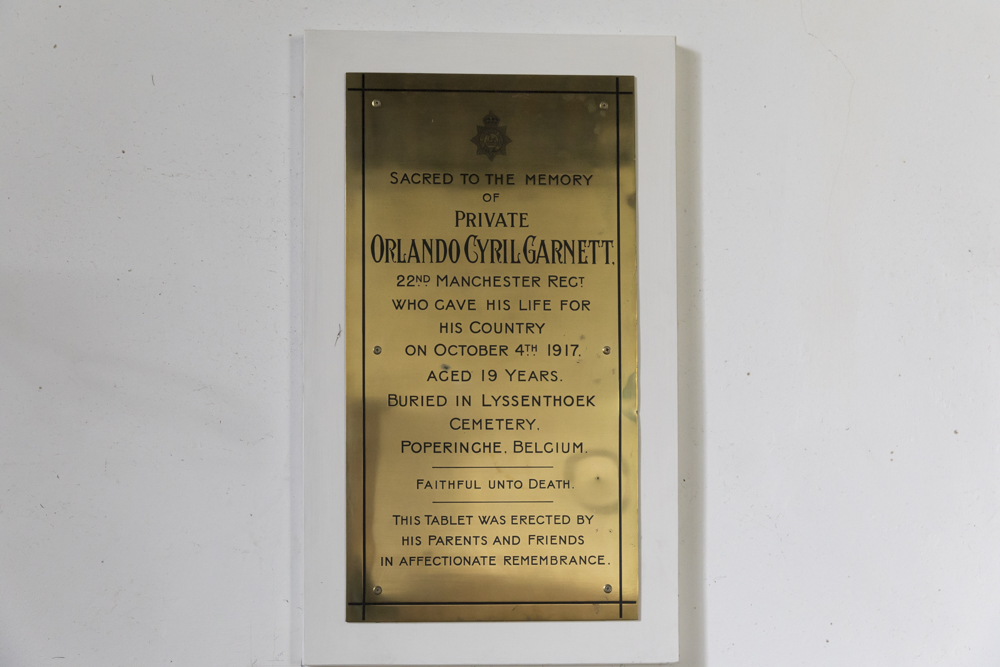 SACRED TO THE MEMORY
OF
PRIVATE
ORLANDO CYRIL GARNETT.
22ND MANCHESTER REGT
WHO GAVE HIS LIFE FOR
HIS COUNTRY
ON OCTOBER 4TH 1917.
AGED 19 YEARS.
BURIED IN LYSSENTHOEK
CEMETERY.
POPERINGHE. BELGIUM.
FAITHFUL UNTO DEATH.
THIS TABLET WAS ERECTED BY
HIS PARENTS AND FRIENDS
IN AFFECTIONATE REMEMBRANCE.